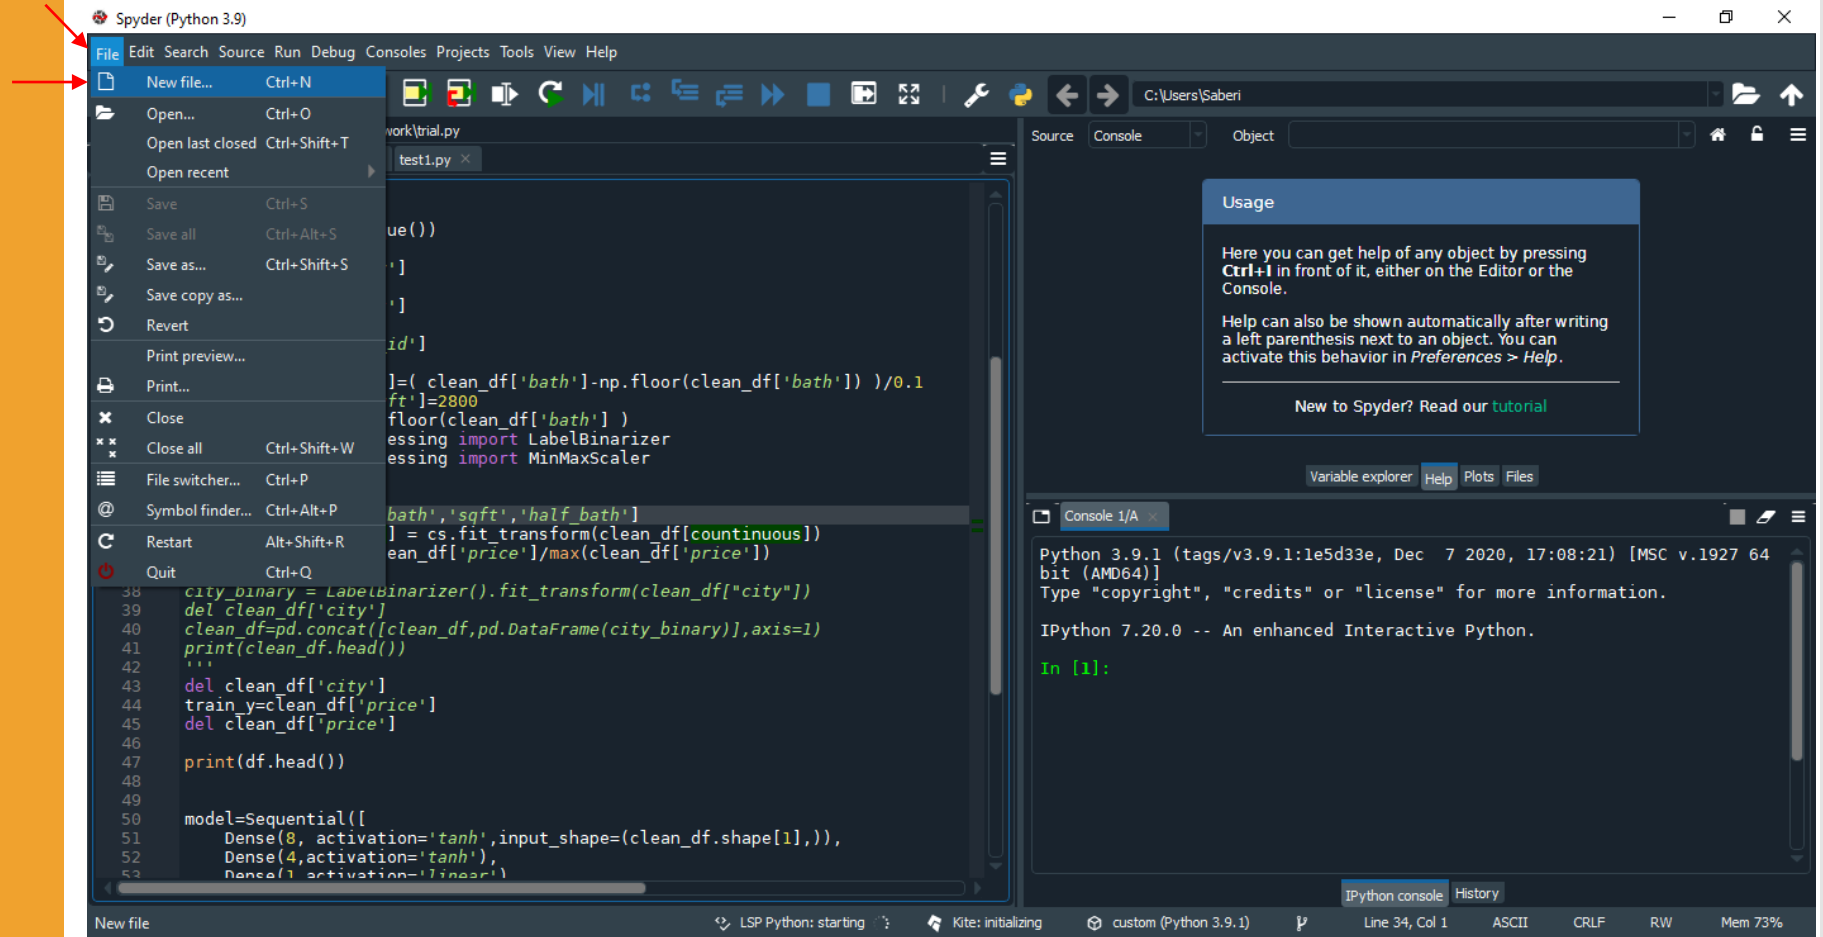 Spyder (Python 3.9)
File Edit Search Source Run Debug Consoles Projects Tools View Help
New file... Ctrl+N
Open... Ctrl+O
Open last closed Ctrl+Shift+T
Open recent
Save Ctrl+S
Save all Ctrl+Alt+S
Save as... Ctrl+Shift+S
Save copy as...
Revert
Print preview...
Print...
Close
Close all Ctrl+Shift+W
File switcher... Ctrl+P
Symbol finder... Ctrl+Alt+P
Restart Alt+Shift+R
Quit Ctrl+Q
C:\Users\Saberi
work\trial.py
test1.py
ue())
']
']
id']
]=( clean_df['bath']-np.floor(clean_df['bath']) )/0.1
ft']=2800
floor(clean_df['bath'] )
essing import LabelBinarizer
essing import MinMaxScaler
bath','sqft','half_bath']
] = cs.fit_transform(clean_df[countinuous])
ean_df['price']/max(clean_df['price'])
38 city_binary = LabelBinarizer().fit_transform(clean_df["city"])
39 del clean_df['city']
40 clean_df=pd.concat([clean_df,pd.DataFrame(city_binary)],axis=1)
41 print(clean_df.head())
42 '''
43 del clean_df['city']
44 train_y=clean_df['price']
45 del clean_df['price']
46
47 print(df.head())
48
49
50 model=Sequential([
51 Dense(8, activation='tanh',input_shape=(clean_df.shape[1],)),
52 Dense(4,activation='tanh'),
53 Dense(1,activation='linear')
Source Console Object
Usage
Here you can get help of any object by pressing
Ctrl+I in front of it, either on the Editor or the
Console.
Help can also be shown automatically after writing
a left parenthesis next to an object. You can
activate this behavior in Preferences > Help.
New to Spyder? Read our tutorial
Variable explorer Help Plots Files
Console 1/A
Python 3.9.1 (tags/v3.9.1:1e5d33e, Dec 7 2020, 17:08:21) [MSC v.1927 64
bit (AMD64)]
Type "copyright", "credits" or "license" for more information.
IPython 7.20.0 -- An enhanced Interactive Python.
In [1]:
IPython console History
New file LSP Python: starting Kite: initializing custom (Python 3.9.1) Line 34, Col 1 ASCII CRLF RW Mem 73%